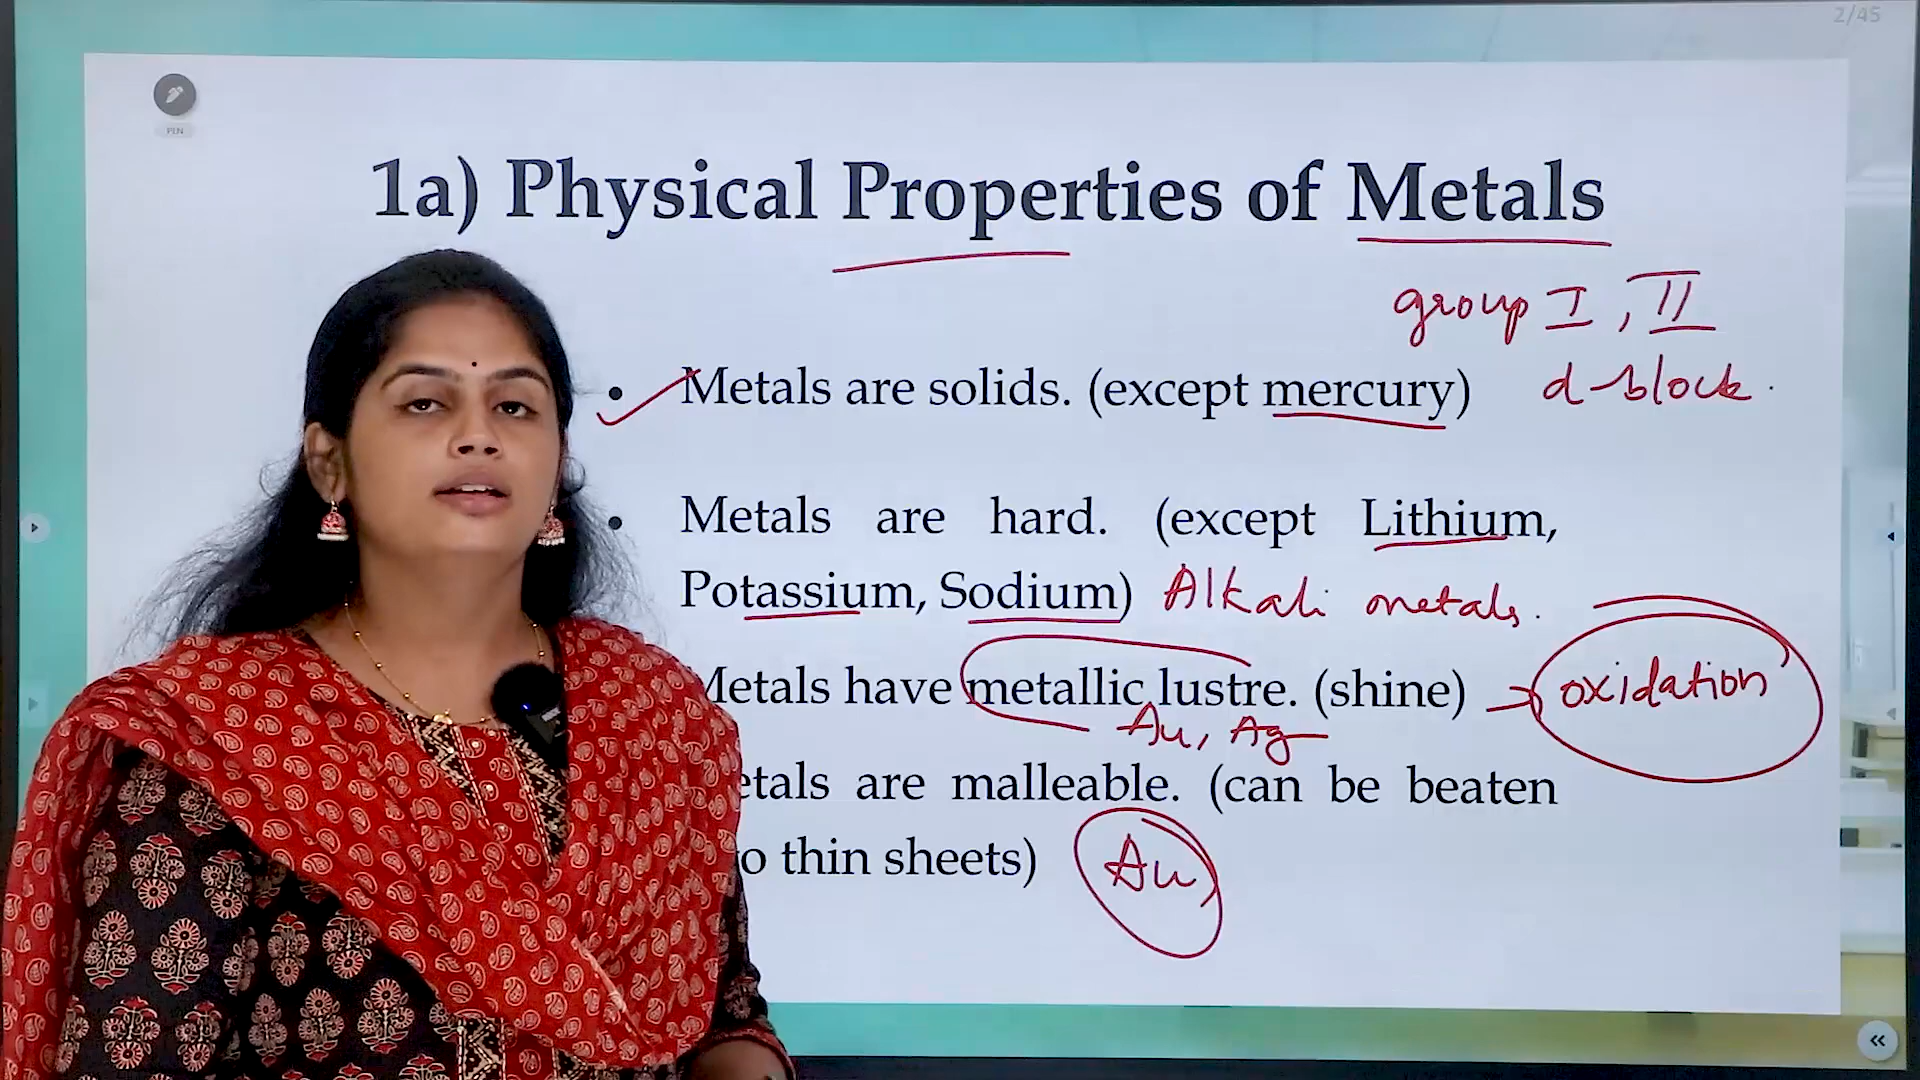 2/45
PEN
1a) Physical Properties of Metals
group I, II
• Metals are solids. (except mercury) d-block.
• Metals are hard. (except Lithium,
Potassium, Sodium) Alkali metals.
Metals have metallic lustre. (shine) → oxidation
Au, Ag
etals are malleable. (can be beaten
o thin sheets) Au